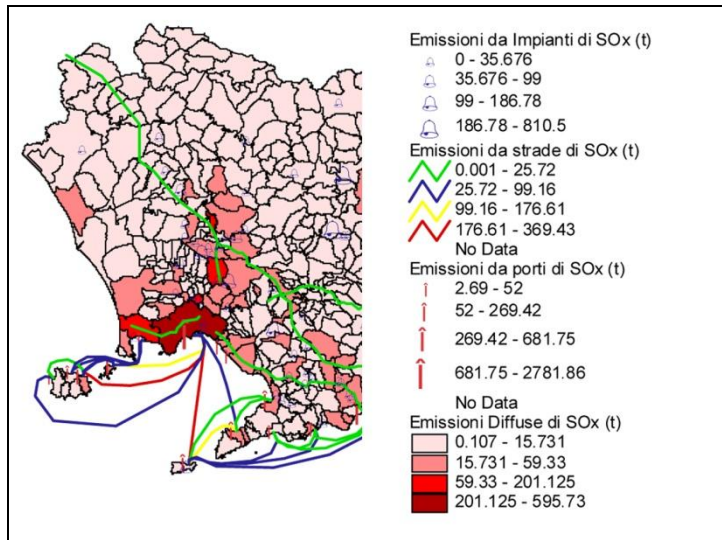 Emissioni da Impianti di SOx (t)
0 - 35.676
35.676 - 99
99 - 186.78
186.78 - 810.5
Emissioni da strade di SOx (t)
0.001 - 25.72
25.72 - 99.16
99.16 - 176.61
176.61 - 369.43
No Data
Emissioni da porti di SOx (t)
2.69 - 52
52 - 269.42
269.42 - 681.75
681.75 - 2781.86
No Data
Emissioni Diffuse di SOx (t)
0.107 - 15.731
15.731 - 59.33
59.33 - 201.125
201.125 - 595.73